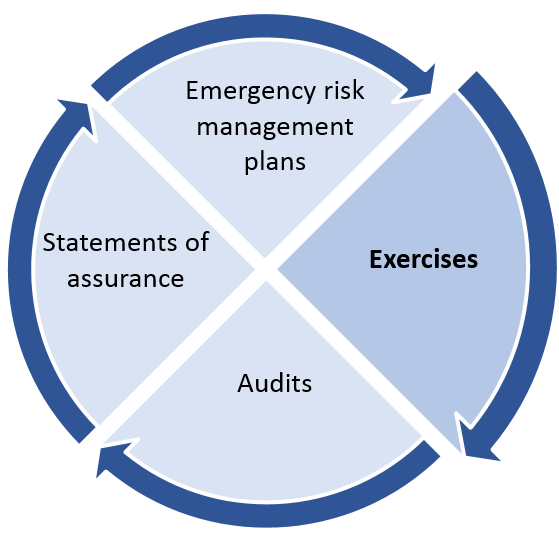 Emergency risk
management
plans
Statements of
assurance
Exercises
Audits